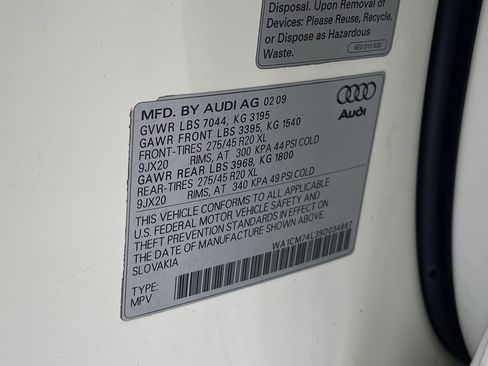 Disposal. Upon Removal of
Devices: Please Reuse, Recycle,
or Dispose as Hazardous
Waste.
4E0 010 530
MFD. BY AUDI AG 02 09
GVWR LBS 7044, KG 3195
GAWR FRONT LBS 3395, KG 1540
FRONT-TIRES 275/45 R20 XL
9JX20 RIMS, AT 300 KPA 44 PSI COLD
GAWR REAR LBS 3968, KG 1800
REAR-TIRES 275/45 R20 XL
9JX20 RIMS, AT 340 KPA 49 PSI COLD
Audi
THIS VEHICLE CONFORMS TO ALL APPLICABLE
U.S. FEDERAL MOTOR VEHICLE SAFETY AND
THEFT PREVENTION STANDARDS IN EFFECT ON
THE DATE OF MANUFACTURE SHOWN ABOVE.
SLOVAKIA
WA1CM74L39D034867
TYPE:
MPV